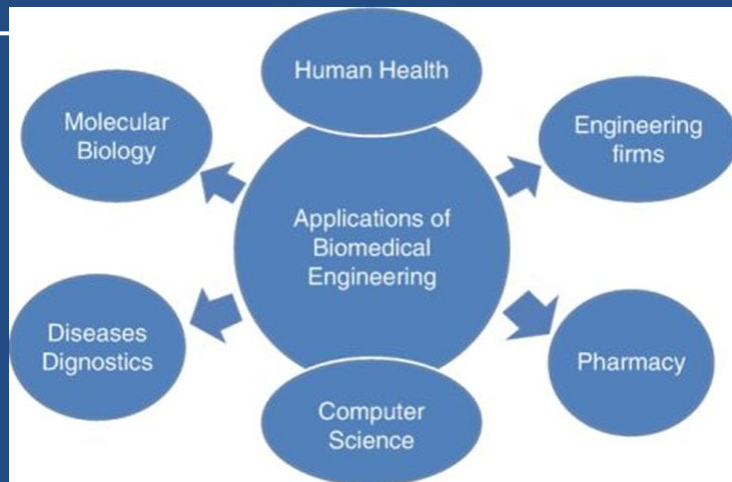 Human Health
Molecular
Biology
Engineering
firms
Applications of
Biomedical
Engineering
Diseases
Dignostics
Pharmacy
Computer
Science